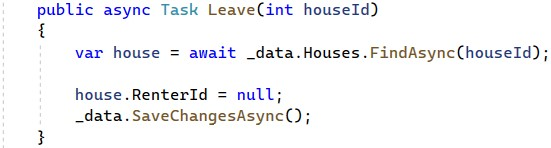 public async Task Leave(int houseId)
{
var house = await _data.Houses.FindAsync(houseId);
house.RenterId = null;
_data.SaveChangesAsync();
}